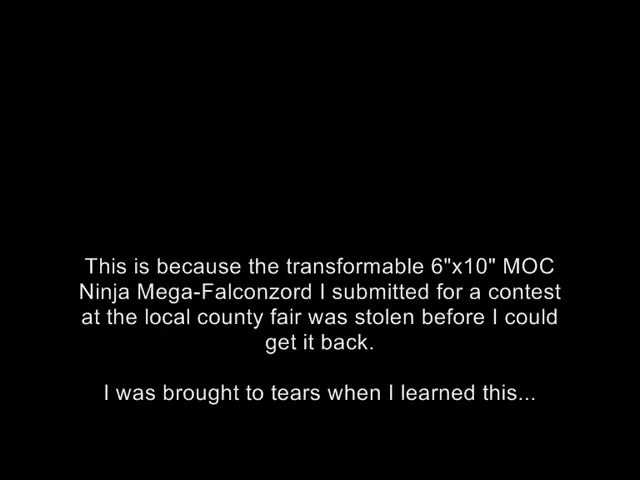 This is because the transformable 6"x10" MOC
Ninja Mega-Falconzord I submitted for a contest
at the local county fair was stolen before I could
get it back.
I was brought to tears when I learned this...